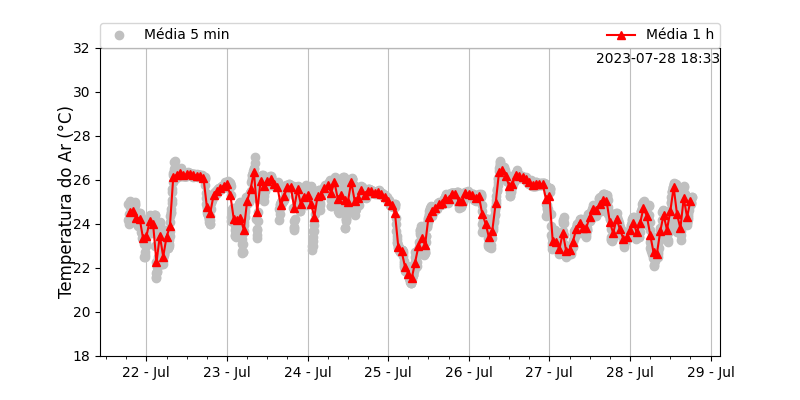 Média 5 min
Média 1 h
2023-07-28 18:33
Temperatura do Ar (°C)
32
30
28
26
24
22
20
18
22 - Jul
23 - Jul
24 - Jul
25 - Jul
26 - Jul
27 - Jul
28 - Jul
29 - Jul